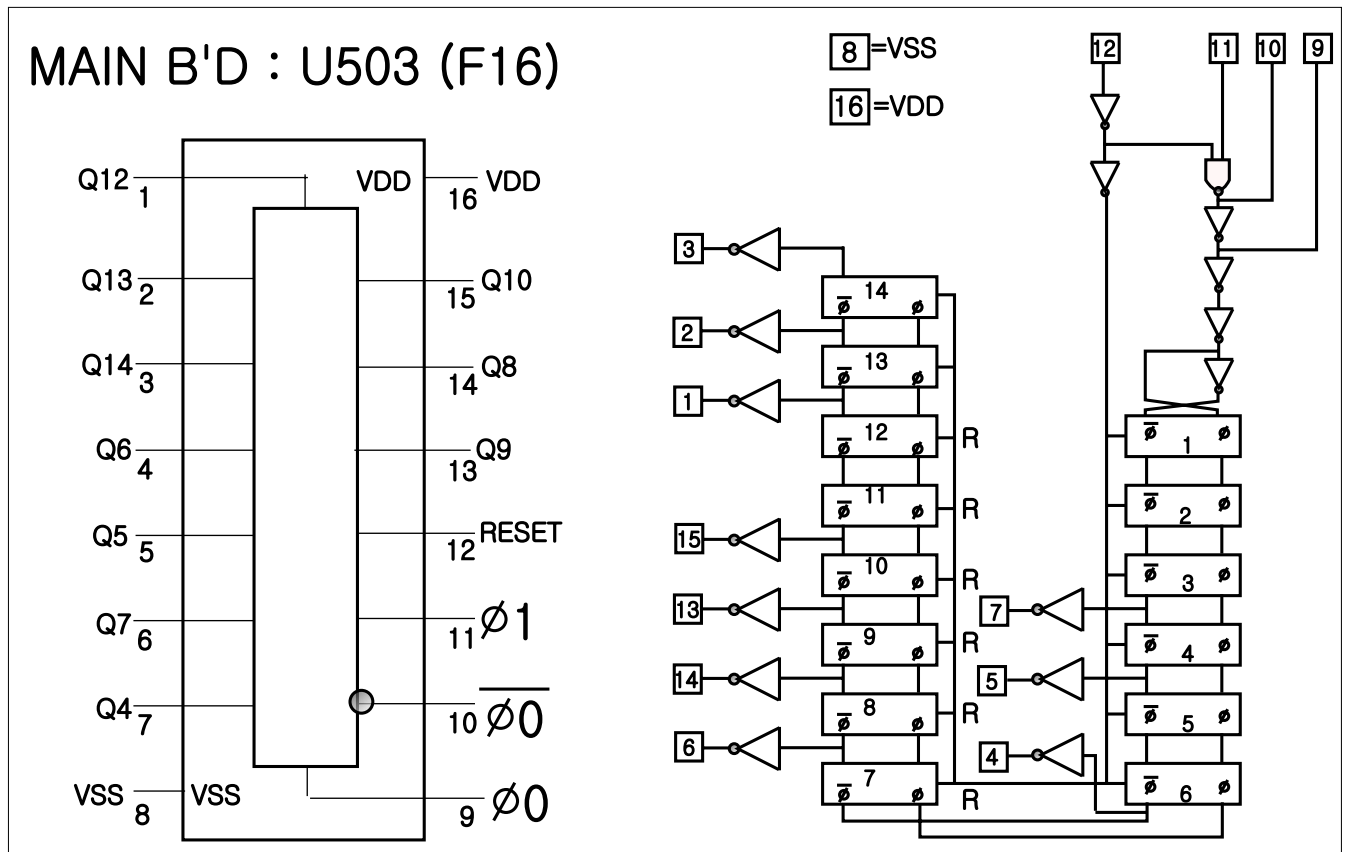 MAIN B'D : U503 (F16)
Q12 1
Q13 2
Q14 3
Q6 4
Q5 5
Q7 6
Q4 7
VSS 8 VSS
VDD 16 VDD
15 Q10
14 Q8
13 Q9
12 RESET
11 Ø1
10 Ø0̅
9 Ø0
8 =VSS
16 =VDD
12 11 10 9
3
2
1
15
13
14
6
Ø̅ 14 Ø
Ø̅ 13 Ø
Ø̅ 12 Ø R
Ø̅ 11 Ø R
Ø̅ 10 Ø R
Ø̅ 9 Ø R
Ø̅ 8 Ø R
Ø̅ 7 Ø R
7
5
4
Ø̅ 1 Ø
Ø̅ 2 Ø
Ø̅ 3 Ø
Ø̅ 4 Ø
Ø̅ 5 Ø
Ø̅ 6 Ø